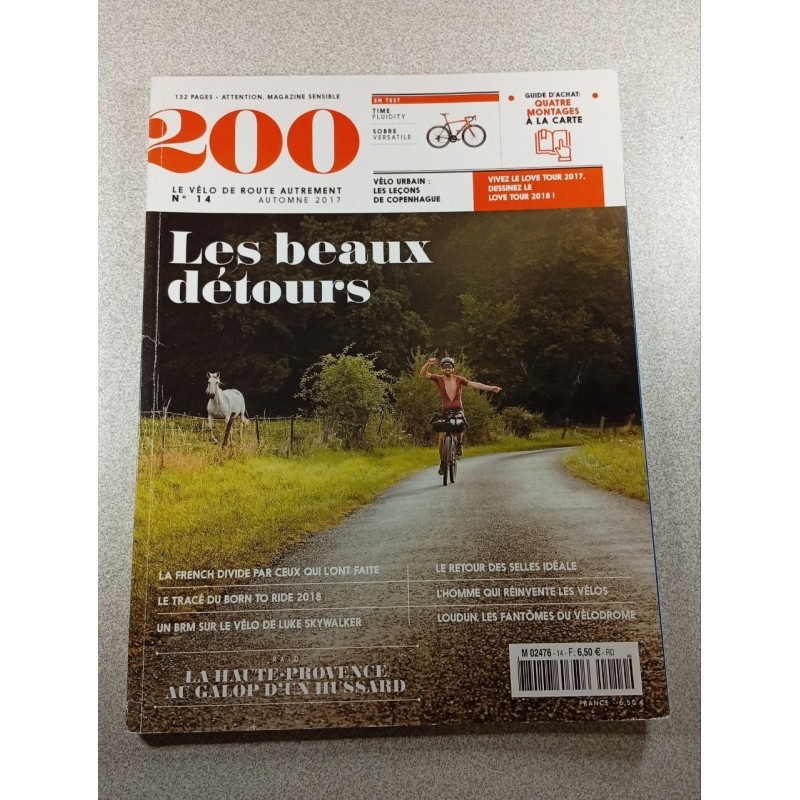 132 PAGES - ATTENTION, MAGAZINE SENSIBLE
200
LE VÉLO DE ROUTE AUTREMENT
N° 14 AUTOMNE 2017
EN TEST
TIME
FLUIDITY
SOBRE
VERSATILE
GUIDE D'ACHAT:
QUATRE
MONTAGES
À LA CARTE
VÉLO URBAIN :
LES LEÇONS
DE COPENHAGUE
VIVEZ LE LOVE TOUR 2017,
DESSINEZ LE
LOVE TOUR 2018 !
Les beaux
détours
LA FRENCH DIVIDE PAR CEUX QUI L'ONT FAITE
LE TRACÉ DU BORN TO RIDE 2018
UN BRM SUR LE VÉLO DE LUKE SKYWALKER
LE RETOUR DES SELLES IDÉALE
L'HOMME QUI RÉINVENTE LES VÉLOS
LOUDUN, LES FANTÔMES DU VÉLODROME
LA HAUTE-PROVENCE
AU GALOP D'UN HUSSARD
M 02476 - 14 - F: 6,50 € - RD
FRANCE - 6,50 €